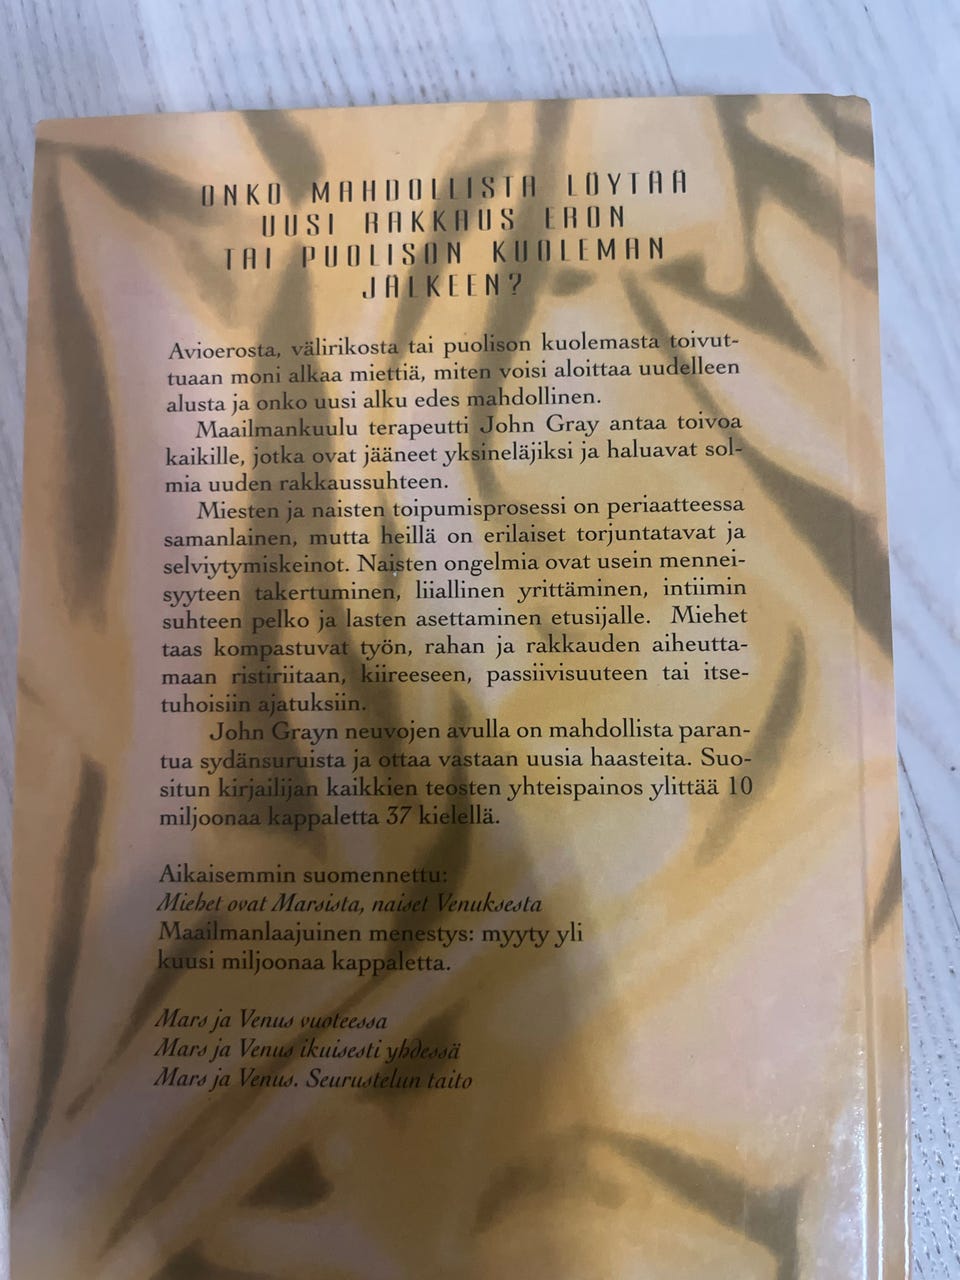 ONKO MAHDOLLISTA LÖYTÄÄ
UUSI RAKKAUS ERON
TAI PUOLISON KUOLEMAN
JÄLKEEN?
Avioerosta, välirikosta tai puolison kuolemasta toivut-
tuaan moni alkaa miettiä, miten voisi aloittaa uudelleen
alusta ja onko uusi alku edes mahdollinen.
Maailmankuulu terapeutti John Gray antaa toivoa
kaikille, jotka ovat jääneet yksineläjiksi ja haluavat sol-
mia uuden rakkaussuhteen.
Miesten ja naisten toipumisprosessi on periaatteessa
samanlainen, mutta heillä on erilaiset torjuntatavat ja
selviytymiskeinot. Naisten ongelmia ovat usein mennei-
syyteen takertuminen, liiallinen yrittäminen, intiimin
suhteen pelko ja lasten asettaminen etusijalle. Miehet
taas kompastuvat työn, rahan ja rakkauden aiheutta-
maan ristiriitaan, kiireeseen, passiivisuuteen tai itse-
tuhoisiin ajatuksiin.
John Grayn neuvojen avulla on mahdollista paran-
tua sydänsuruista ja ottaa vastaan uusia haasteita. Suo-
situn kirjailijan kaikkien teosten yhteispainos ylittää 10
miljoonaa kappaletta 37 kielellä.
Aikaisemmin suomennettu:
Miehet ovat Marsista, naiset Venuksesta
Maailmanlaajuinen menestys: myyty yli
kuusi miljoonaa kappaletta.
Mars ja Venus vuoteessa
Mars ja Venus ikuisesti yhdessä
Mars ja Venus. Seurustelun taito